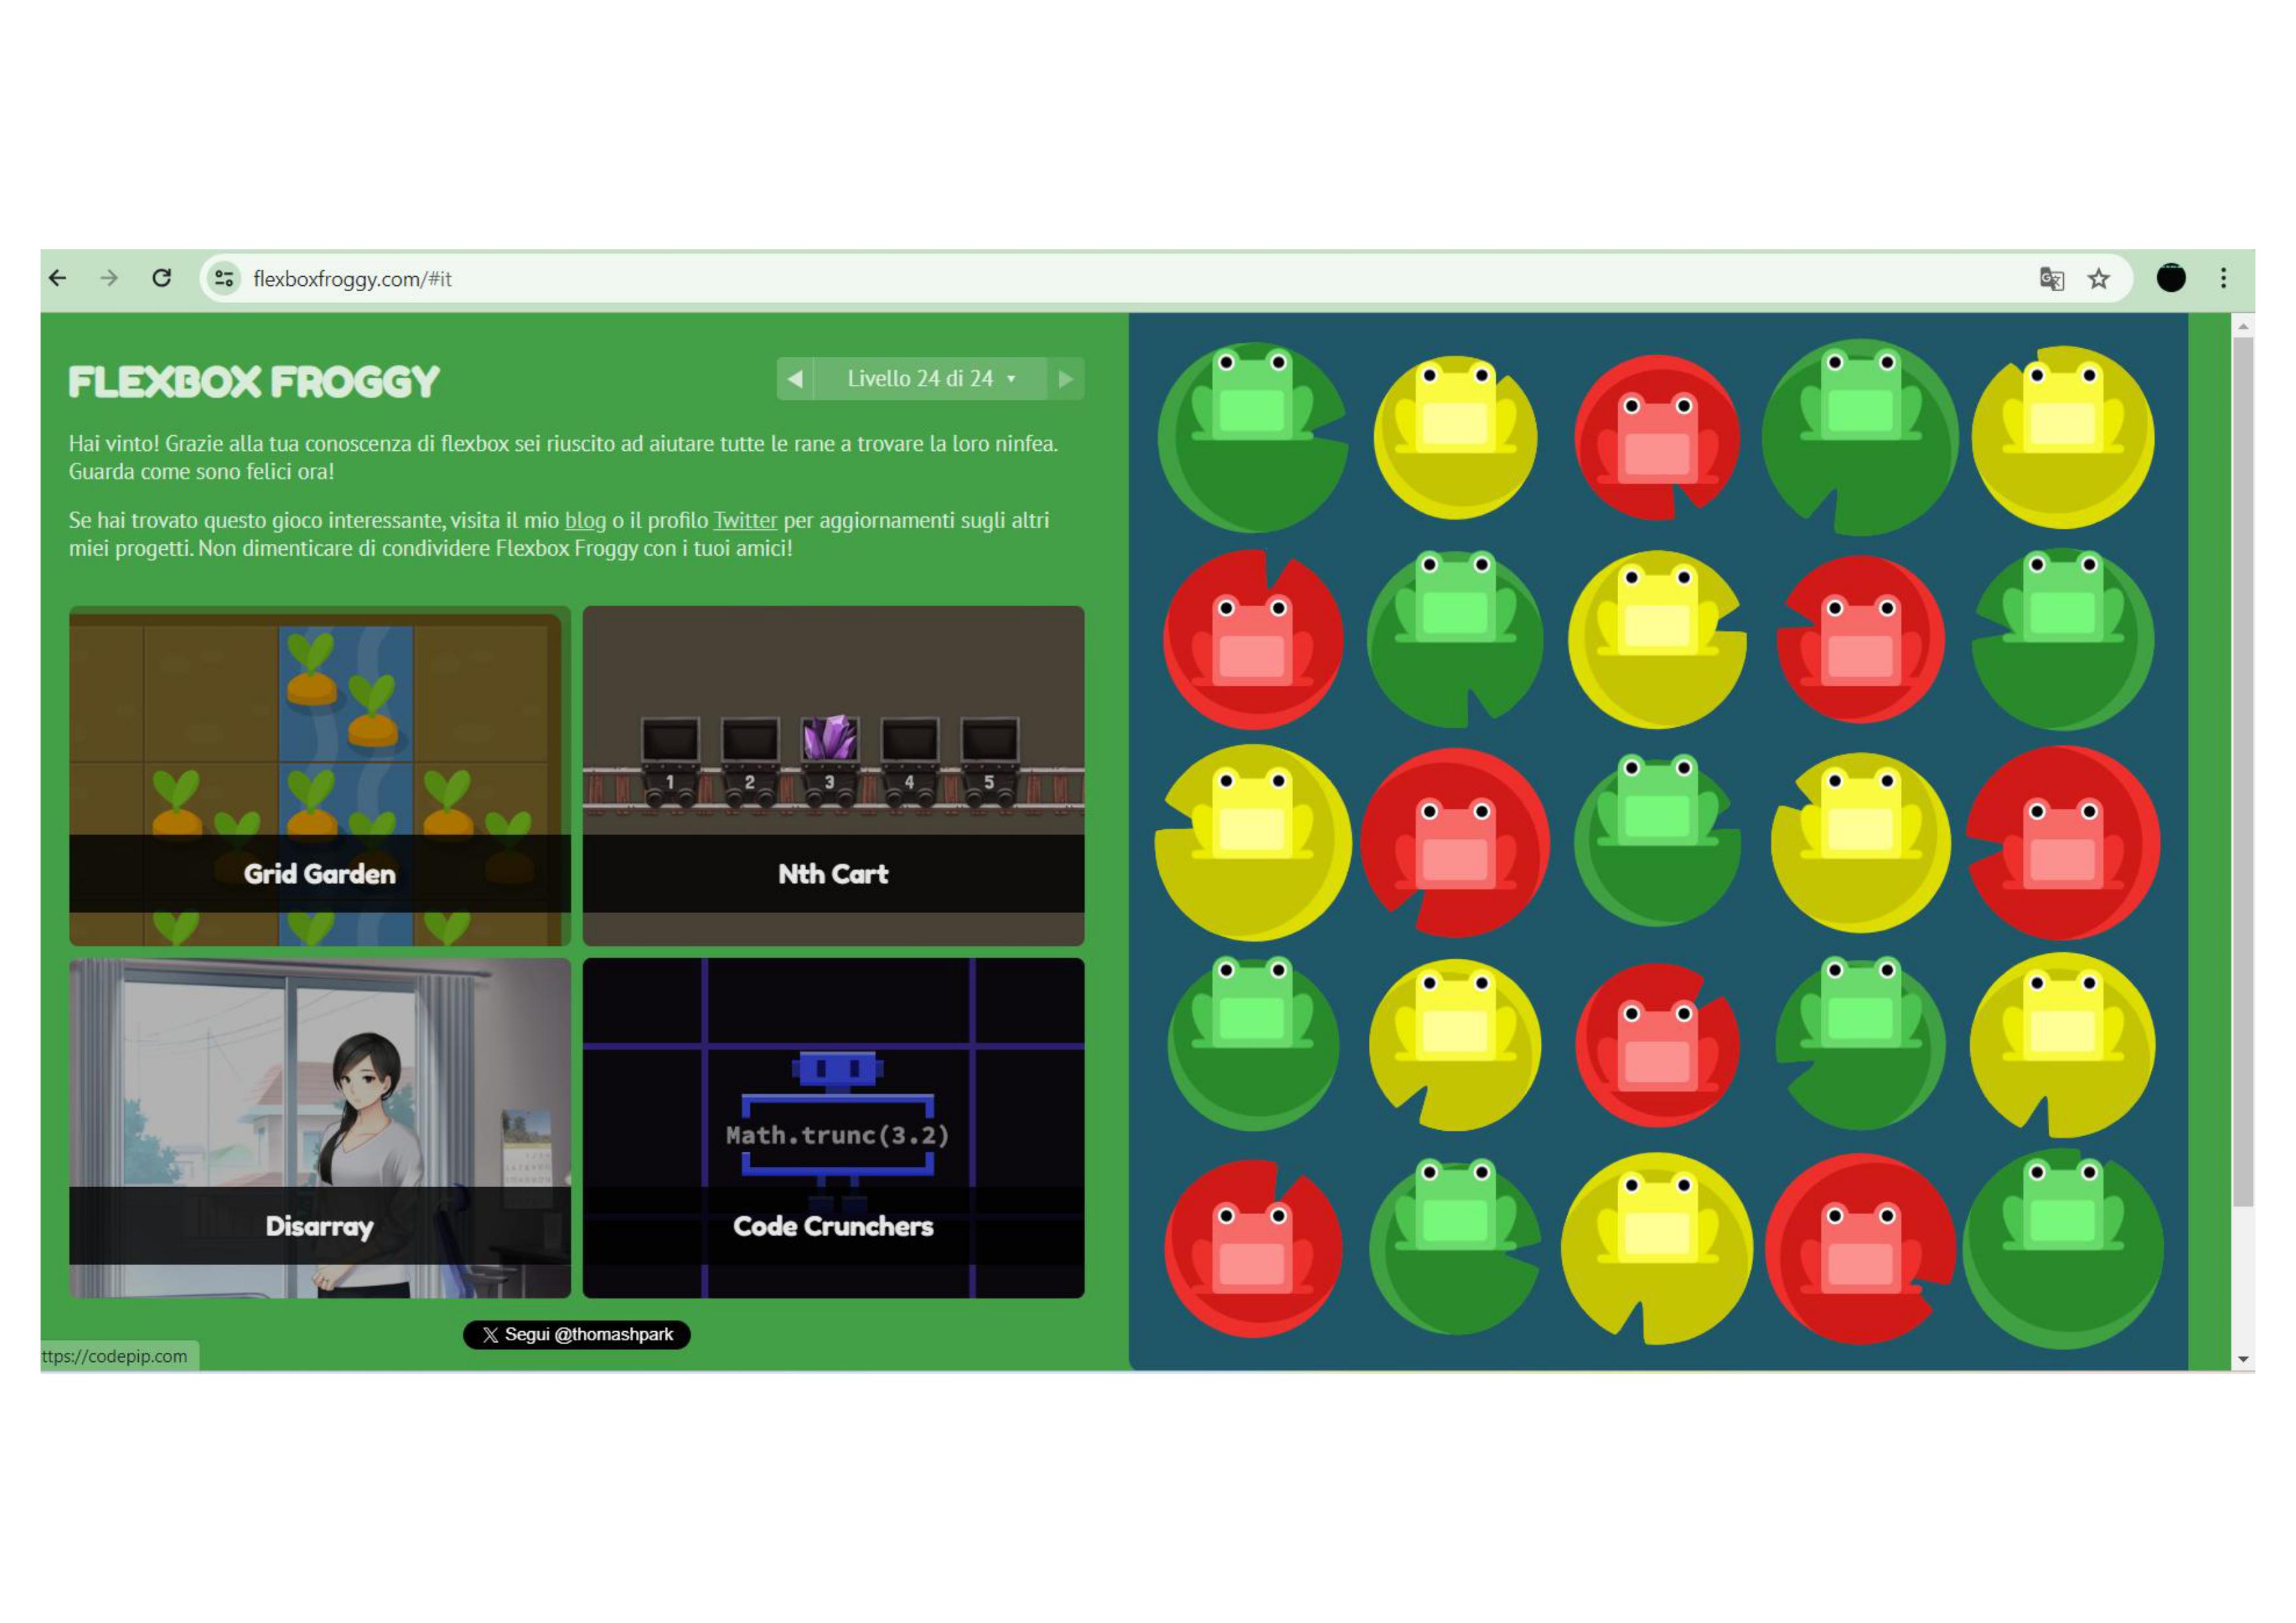 flexboxfroggy.com/#it
FLEXBOX FROGGY
Livello 24 di 24
Hai vinto! Grazie alla tua conoscenza di flexbox sei riuscito ad aiutare tutte le rane a trovare la loro ninfea.
Guarda come sono felici ora!
Se hai trovato questo gioco interessante, visita il mio blog o il profilo Twitter per aggiornamenti sugli altri
miei progetti. Non dimenticare di condividere Flexbox Froggy con i tuoi amici!
1 2 3 4 5
Grid Garden
Nth Cart
Math.trunc(3.2)
Disarray
Code Crunchers
X Segui @thomashpark
ttps://codepip.com